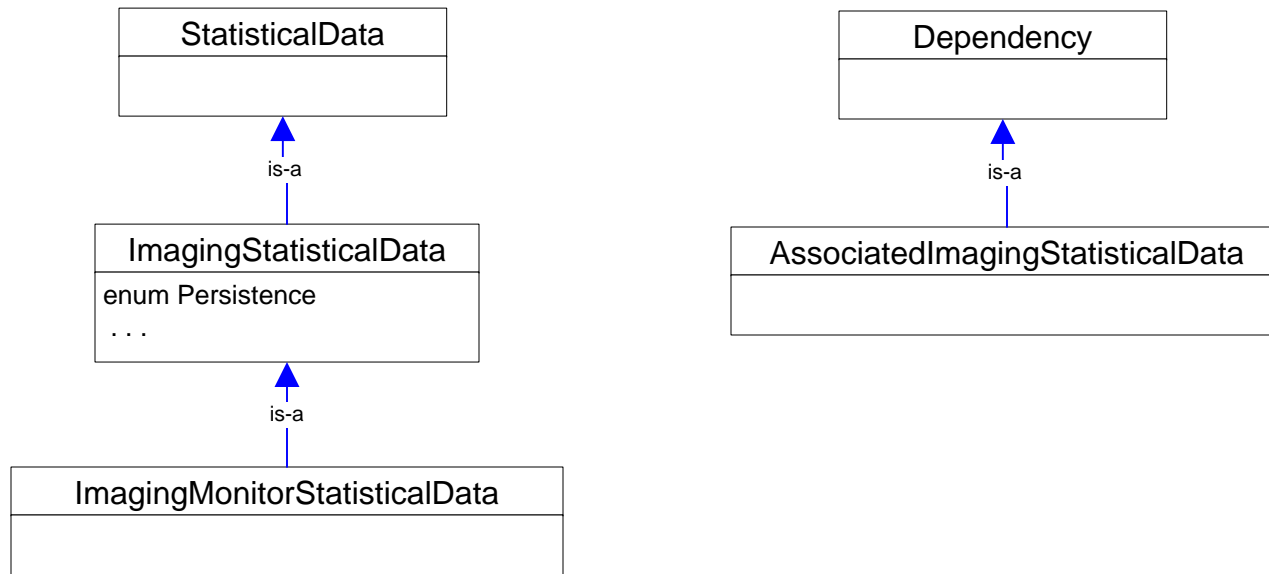 StatisticalData
is-a
ImagingStatisticalData
enum Persistence
. . .
is-a
ImagingMonitorStatisticalData
Dependency
is-a
AssociatedImagingStatisticalData